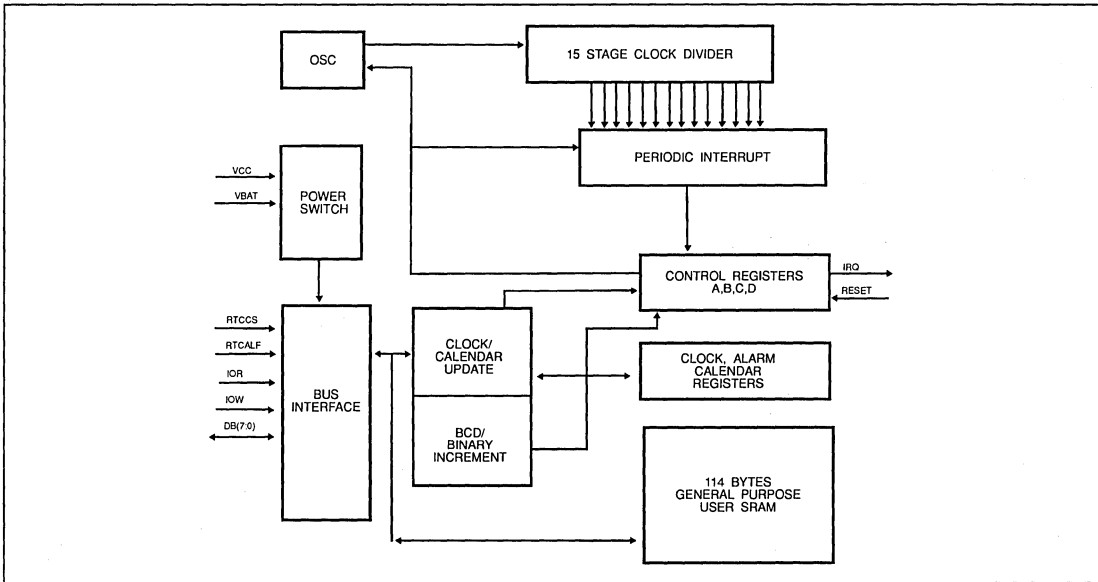 OSC
15 STAGE CLOCK DIVIDER
PERIODIC INTERRUPT
VCC
VBAT
POWER
SWITCH
CONTROL REGISTERS
A,B,C,D
IRQ
RESET
RTCCS
RTCALF
IOR
IOW
DB(7:0)
BUS
INTERFACE
CLOCK/
CALENDAR
UPDATE
BCD/
BINARY
INCREMENT
CLOCK, ALARM
CALENDAR
REGISTERS
114 BYTES
GENERAL PURPOSE
USER SRAM